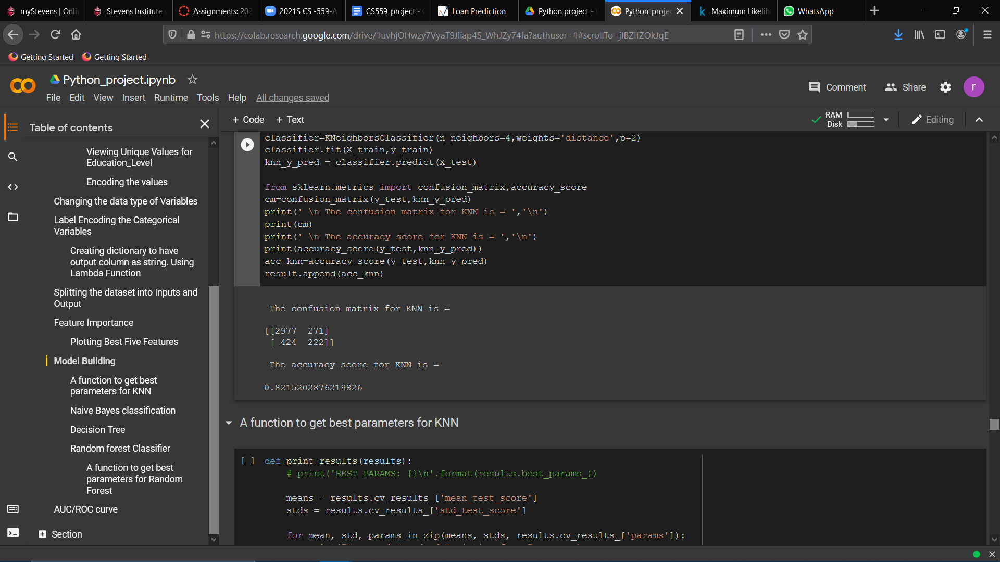 myStevens | Onli
Stevens Institute
Assignments: 202
2021S CS -559-A
CS559_project -
Loan Prediction
Python project -
Python_proje
Maximum Likelih
WhatsApp
https://colab.research.google.com/drive/1uvhjOHwzy7VyaT9Jliap45_WhJZy74fa?authuser=1#scrollTo=jIBZlfZOkJqE
Getting Started
Getting Started
Python_project.ipynb
File Edit View Insert Runtime Tools Help All changes saved
Comment
Share
r
Table of contents
+ Code
+ Text
RAM
Disk
Editing
Viewing Unique Values for
Education_Level
Encoding the values
Changing the data type of Variables
Label Encoding the Categorical
Variables
Creating dictionary to have
output column as string. Using
Lambda Function
Splitting the dataset into Inputs and
Output
Feature Importance
Plotting Best Five Features
Model Building
A function to get best
parameters for KNN
Naive Bayes classification
Decision Tree
Random forest Classifier
A function to get best
parameters for Random
Forest
AUC/ROC curve
Section
classifier=KNeighborsClassifier(n_neighbors=4,weights='distance',p=2)
classifier.fit(X_train,y_train)
knn_y_pred = classifier.predict(X_test)
from sklearn.metrics import confusion_matrix,accuracy_score
cm=confusion_matrix(y_test,knn_y_pred)
print(' \n The confusion matrix for KNN is = ','\n')
print(cm)
print(' \n The accuracy score for KNN is = ','\n')
print(accuracy_score(y_test,knn_y_pred))
acc_knn=accuracy_score(y_test,knn_y_pred)
result.append(acc_knn)
The confusion matrix for KNN is =
[[2977  271]
[ 424  222]]
The accuracy score for KNN is =
0.8215202876219826
A function to get best parameters for KNN
[ ] def print_results(results):
# print('BEST PARAMS: {}\n'.format(results.best_params_))
means = results.cv_results_['mean_test_score']
stds = results.cv_results_['std_test_score']
for mean, std, params in zip(means, stds, results.cv_results_['params']):